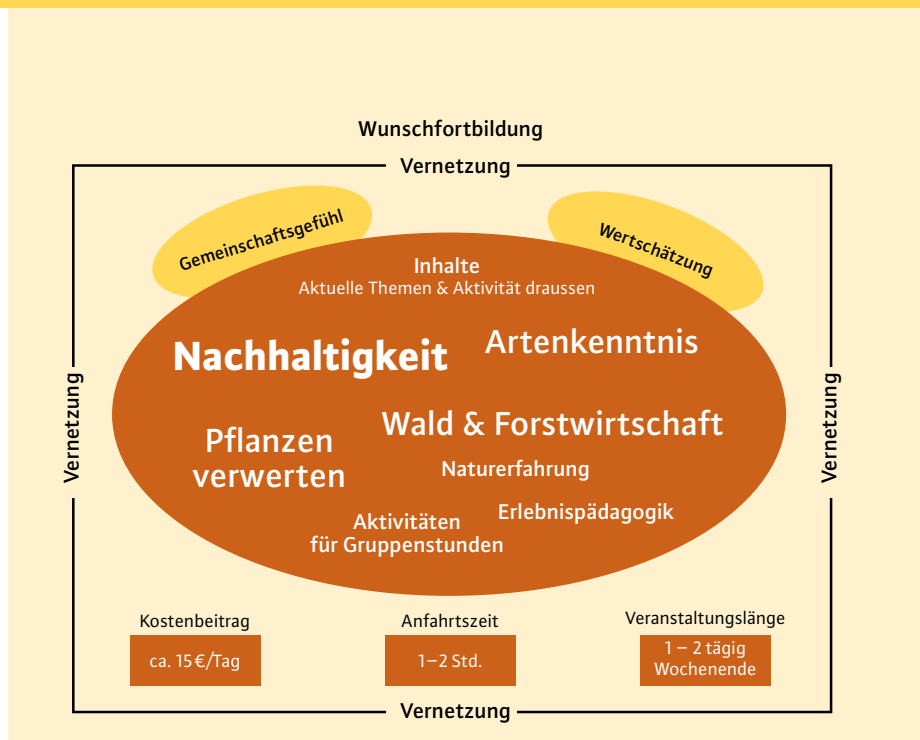 Wunschfortbildung
Vernetzung
Gemeinschaftsgefühl
Wertschätzung
Inhalte
Aktuelle Themen & Aktivität draussen
Nachhaltigkeit
Artenkenntnis
Vernetzung
Vernetzung
Wald & Forstwirtschaft
Pflanzen
verwerten
Naturerfahrung
Erlebnispädagogik
Aktivitäten
für Gruppenstunden
Kostenbeitrag
ca. 15 €/Tag
Anfahrtszeit
1–2 Std.
Veranstaltungslänge
1 – 2 tägig
Wochenende
Vernetzung